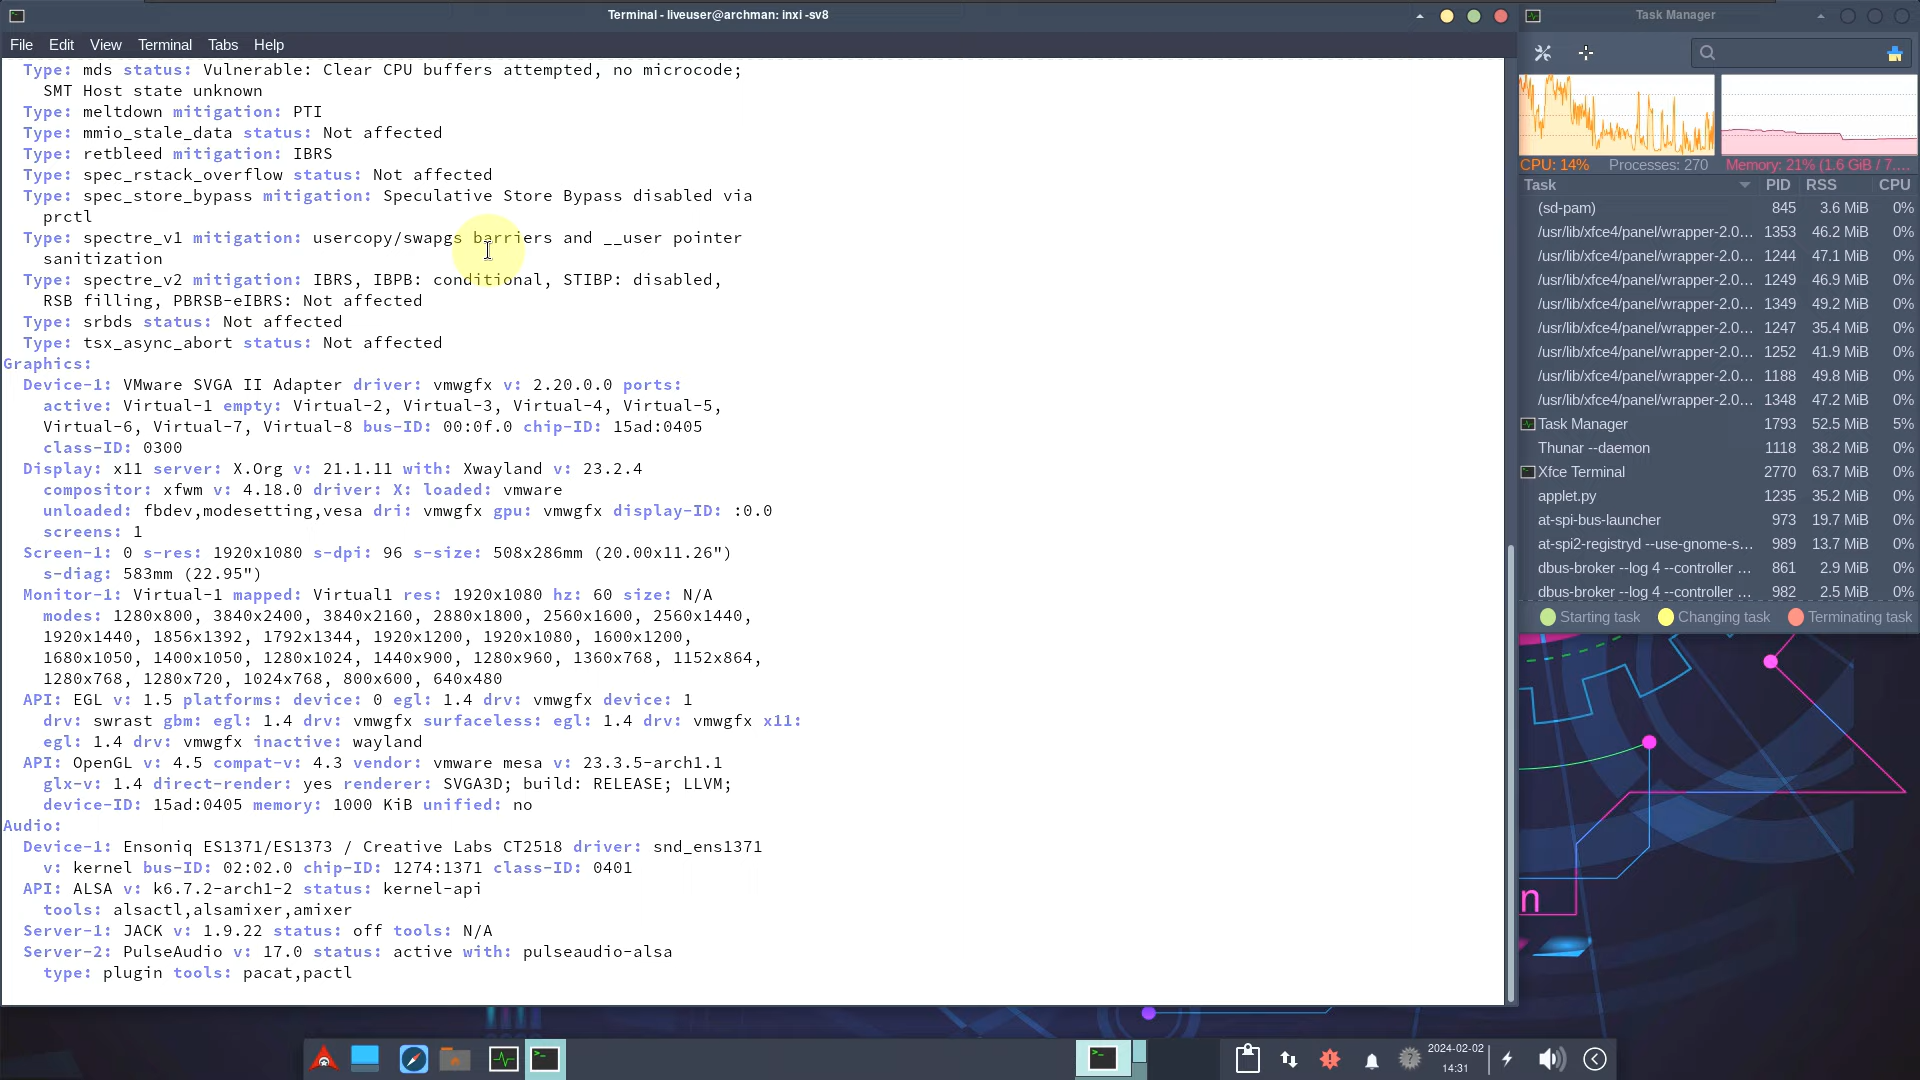 Terminal - liveuser@archman: inxi -sv8
File Edit View Terminal Tabs Help
Type: mds status: Vulnerable: Clear CPU buffers attempted, no microcode;
SMT Host state unknown
Type: meltdown mitigation: PTI
Type: mmio_stale_data status: Not affected
Type: retbleed mitigation: IBRS
Type: spec_rstack_overflow status: Not affected
Type: spec_store_bypass mitigation: Speculative Store Bypass disabled via
prctl
Type: spectre_v1 mitigation: usercopy/swapgs barriers and __user pointer
sanitization
Type: spectre_v2 mitigation: IBRS, IBPB: conditional, STIBP: disabled,
RSB filling, PBRSB-eIBRS: Not affected
Type: srbds status: Not affected
Type: tsx_async_abort status: Not affected
Graphics:
Device-1: VMware SVGA II Adapter driver: vmwgfx v: 2.20.0.0 ports:
active: Virtual-1 empty: Virtual-2, Virtual-3, Virtual-4, Virtual-5,
Virtual-6, Virtual-7, Virtual-8 bus-ID: 00:0f.0 chip-ID: 15ad:0405
class-ID: 0300
Display: x11 server: X.Org v: 21.1.11 with: Xwayland v: 23.2.4
compositor: xfwm v: 4.18.0 driver: X: loaded: vmware
unloaded: fbdev,modesetting,vesa dri: vmwgfx gpu: vmwgfx display-ID: :0.0
screens: 1
Screen-1: 0 s-res: 1920x1080 s-dpi: 96 s-size: 508x286mm (20.00x11.26")
s-diag: 583mm (22.95")
Monitor-1: Virtual-1 mapped: Virtual1 res: 1920x1080 hz: 60 size: N/A
modes: 1280x800, 3840x2400, 3840x2160, 2880x1800, 2560x1600, 2560x1440,
1920x1440, 1856x1392, 1792x1344, 1920x1200, 1920x1080, 1600x1200,
1680x1050, 1400x1050, 1280x1024, 1440x900, 1280x960, 1360x768, 1152x864,
1280x768, 1280x720, 1024x768, 800x600, 640x480
API: EGL v: 1.5 platforms: device: 0 egl: 1.4 drv: vmwgfx device: 1
drv: swrast gbm: egl: 1.4 drv: vmwgfx surfaceless: egl: 1.4 drv: vmwgfx x11:
egl: 1.4 drv: vmwgfx inactive: wayland
API: OpenGL v: 4.5 compat-v: 4.3 vendor: vmware mesa v: 23.3.5-arch1.1
glx-v: 1.4 direct-render: yes renderer: SVGA3D; build: RELEASE; LLVM;
device-ID: 15ad:0405 memory: 1000 KiB unified: no
Audio:
Device-1: Ensoniq ES1371/ES1373 / Creative Labs CT2518 driver: snd_ens1371
v: kernel bus-ID: 02:02.0 chip-ID: 1274:1371 class-ID: 0401
API: ALSA v: k6.7.2-arch1-2 status: kernel-api
tools: alsactl,alsamixer,amixer
Server-1: JACK v: 1.9.22 status: off tools: N/A
Server-2: PulseAudio v: 17.0 status: active with: pulseaudio-alsa
type: plugin tools: pacat,pactl
Task Manager
CPU: 14% Processes: 270 Memory: 21% (1.6 GiB / 7....
Task PID RSS CPU
(sd-pam) 845 3.6 MiB 0%
/usr/lib/xfce4/panel/wrapper-2.0... 1353 46.2 MiB 0%
/usr/lib/xfce4/panel/wrapper-2.0... 1244 47.1 MiB 0%
/usr/lib/xfce4/panel/wrapper-2.0... 1249 46.9 MiB 0%
/usr/lib/xfce4/panel/wrapper-2.0... 1349 49.2 MiB 0%
/usr/lib/xfce4/panel/wrapper-2.0... 1247 35.4 MiB 0%
/usr/lib/xfce4/panel/wrapper-2.0... 1252 41.9 MiB 0%
/usr/lib/xfce4/panel/wrapper-2.0... 1188 49.8 MiB 0%
/usr/lib/xfce4/panel/wrapper-2.0... 1348 47.2 MiB 0%
Task Manager 1793 52.5 MiB 5%
Thunar --daemon 1118 38.2 MiB 0%
Xfce Terminal 2770 63.7 MiB 0%
applet.py 1235 35.2 MiB 0%
at-spi-bus-launcher 973 19.7 MiB 0%
at-spi2-registryd --use-gnome-s... 989 13.7 MiB 0%
dbus-broker --log 4 --controller ... 861 2.9 MiB 0%
dbus-broker --log 4 --controller ... 982 2.5 MiB 0%
Starting task Changing task Terminating task
n
2024-02-02
14:31